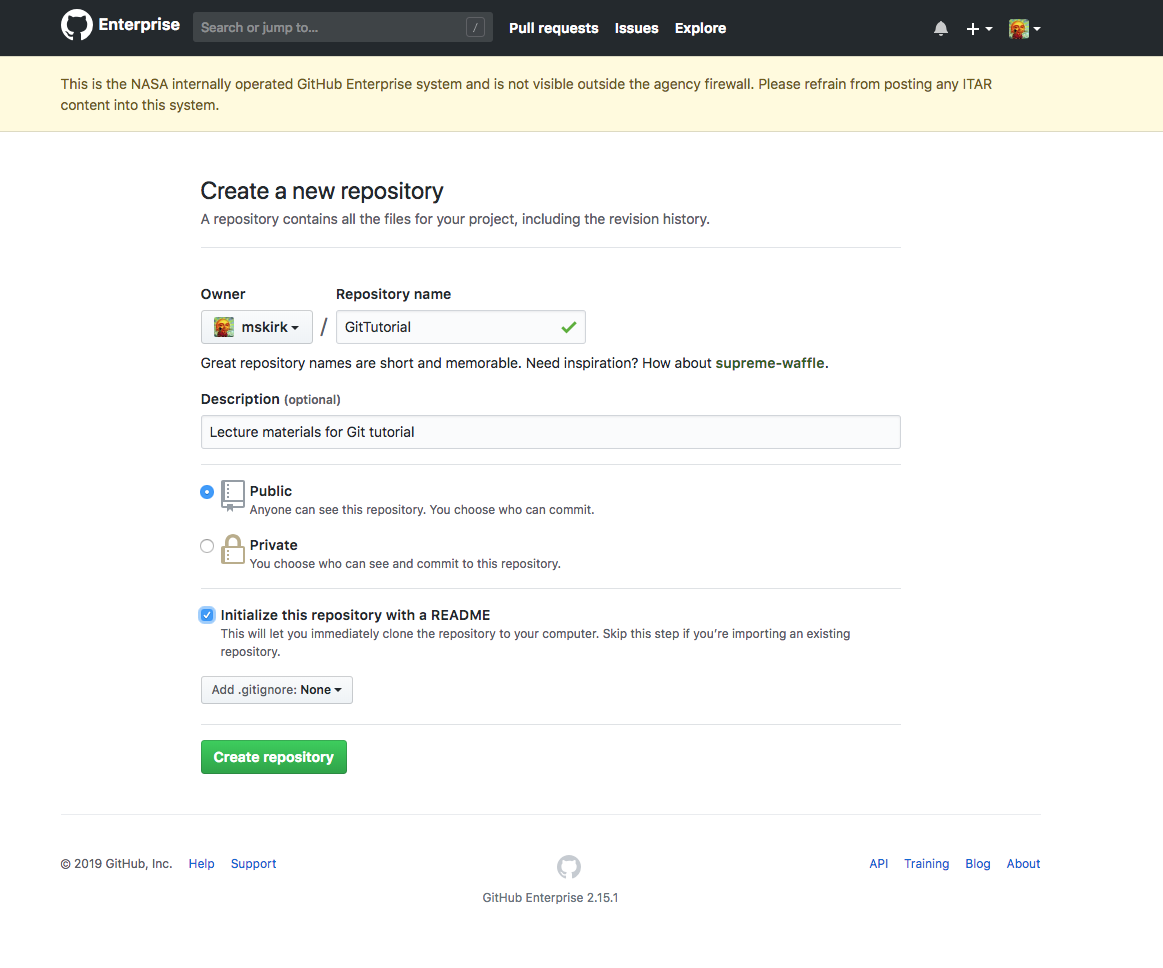 Enterprise Search or jump to... / Pull requests Issues Explore
This is the NASA internally operated GitHub Enterprise system and is not visible outside the agency firewall. Please refrain from posting any ITAR
content into this system.
Create a new repository
A repository contains all the files for your project, including the revision history.
Owner Repository name
mskirk / GitTutorial
Great repository names are short and memorable. Need inspiration? How about supreme-waffle.
Description (optional)
Lecture materials for Git tutorial
Public
Anyone can see this repository. You choose who can commit.
Private
You choose who can see and commit to this repository.
Initialize this repository with a README
This will let you immediately clone the repository to your computer. Skip this step if you’re importing an existing
repository.
Add .gitignore: None
Create repository
© 2019 GitHub, Inc. Help Support API Training Blog About
GitHub Enterprise 2.15.1